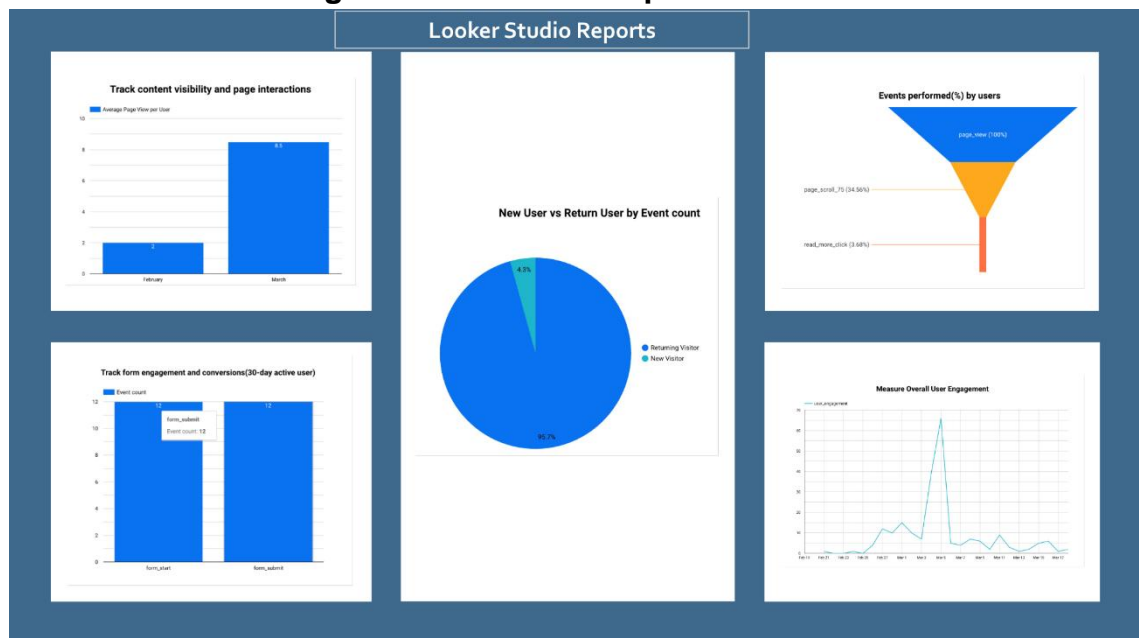 Looker Studio Reports
Track content visibility and page interactions
Average Page View per User
10
8
6
4
2
0
2
8.5
February
March
New User vs Return User by Event count
4.3%
95.7%
Returning Visitor
New Visitor
Events performed(%) by users
page_view (100%)
page_scroll_75 (34.56%)
read_more_click (3.68%)
Track form engagement and conversions(30-day active user)
Event count
12
10
8
6
4
2
0
12
12
form_submit
Event count: 12
form_start
form_submit
Measure Overall User Engagement
user_engagement